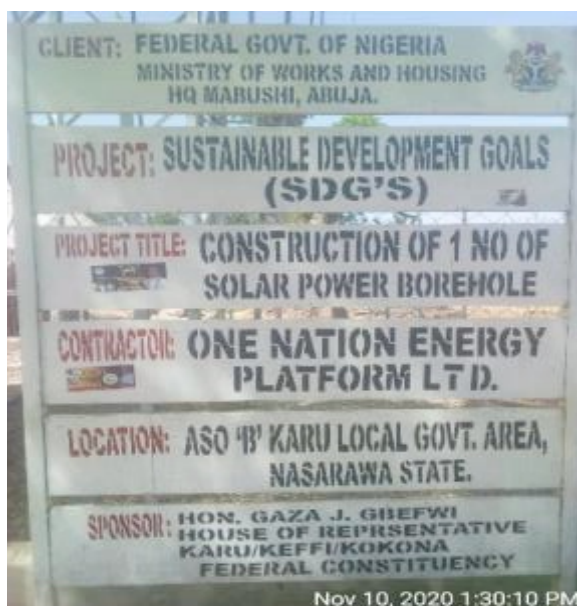 CLIENT: FEDERAL GOVT. OF NIGERIA
MINISTRY OF WORKS AND HOUSING
HQ MABUSHI, ABUJA.
PROJECT: SUSTAINABLE DEVELOPMENT GOALS
(SDG'S)
PROJECT TITLE: CONSTRUCTION OF 1 NO OF
SOLAR POWER BOREHOLE
CONTRACTOR: ONE NATION ENERGY
PLATFORM LTD.
LOCATION: ASO 'B' KARU LOCAL GOVT. AREA,
NASARAWA STATE.
SPONSOR: HON. GAZA J. GBEFWI
HOUSE OF REPRSENTATIVE
KARU/KEFFI/KOKONA
FEDERAL CONSTITUENCY
Nov 10, 2020 1:30:10 PM